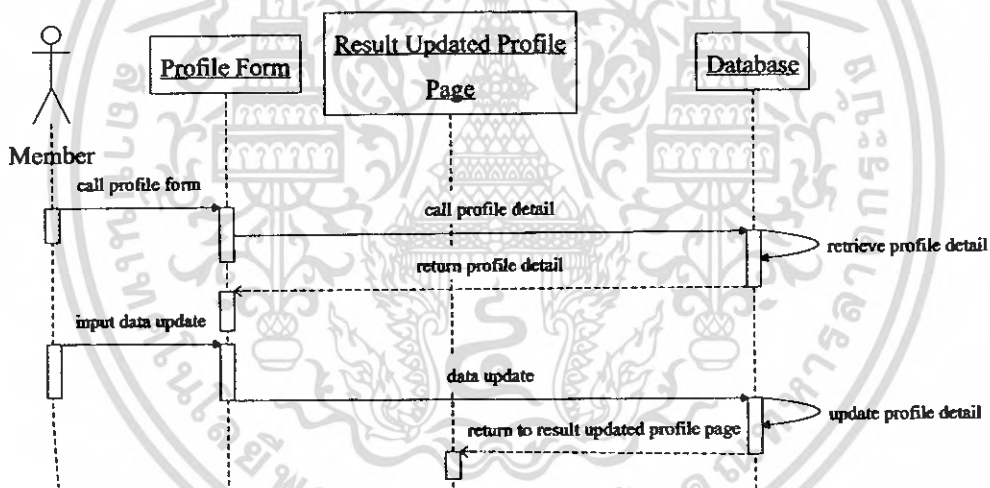 Result Updated Profile
Page
Profile Form
Database
Member
call profile form
call profile detail
retrieve profile detail
return profile detail
input data update
data update
update profile detail
return to result updated profile page